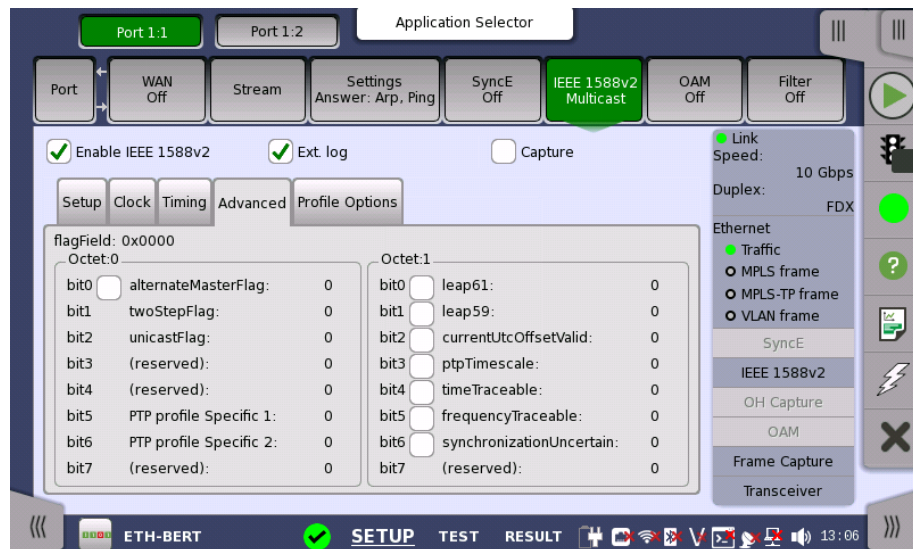 Application Selector
Port 1:1
Port 1:2
Port
WAN
Off
Stream
Settings
Answer: Arp, Ping
SyncE
Off
IEEE 1588v2
Multicast
OAM
Off
Filter
Off
Enable IEEE 1588v2
Ext. log
Capture
Setup
Clock
Timing
Advanced
Profile Options
flagField: 0x0000
Octet:0
bit0 alternateMasterFlag: 0
bit1 twoStepFlag: 0
bit2 unicastFlag: 0
bit3 (reserved): 0
bit4 (reserved): 0
bit5 PTP profile Specific 1: 0
bit6 PTP profile Specific 2: 0
bit7 (reserved): 0
Octet:1
bit0 leap61: 0
bit1 leap59: 0
bit2 currentUtcOffsetValid: 0
bit3 ptpTimescale: 0
bit4 timeTraceable: 0
bit5 frequencyTraceable: 0
bit6 synchronizationUncertain: 0
bit7 (reserved): 0
Link
Speed:
10 Gbps
Duplex:
FDX
Ethernet
Traffic
MPLS frame
MPLS-TP frame
VLAN frame
SyncE
IEEE 1588v2
OH Capture
OAM
Frame Capture
Transceiver
ETH-BERT
SETUP
TEST
RESULT
13:06